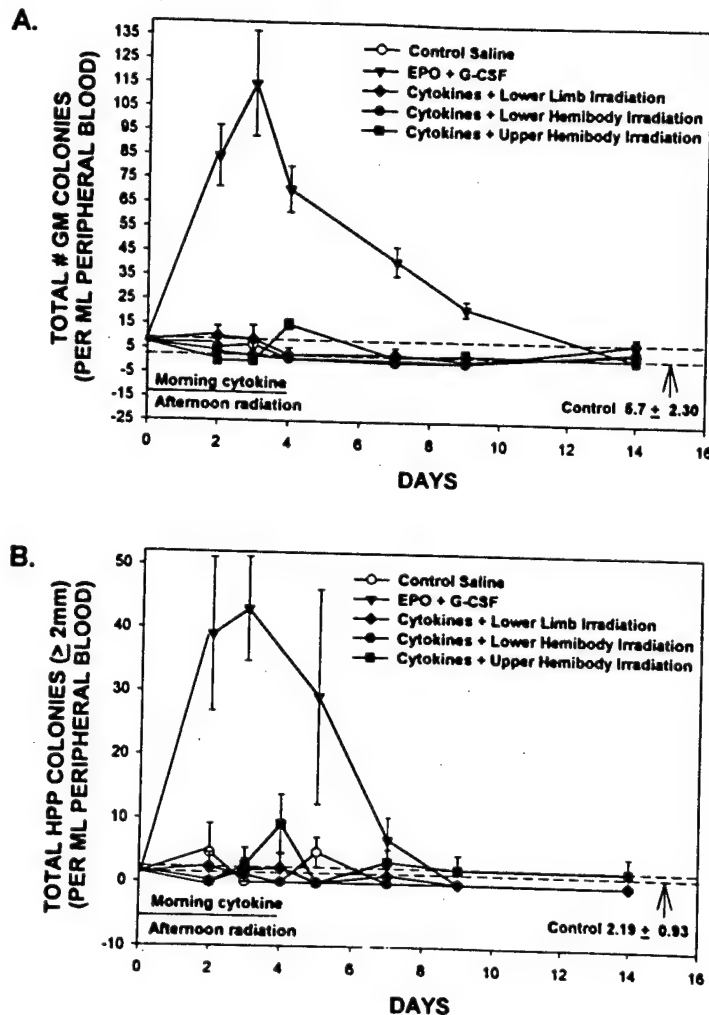 A.
TOTAL # GM COLONIES
(PER ML PERIPHERAL BLOOD)
135
125
115
105
95
85
75
65
55
45
35
25
15
5
-5
-15
-25
Control Saline
EPO + G-CSF
Cytokines + Lower Limb Irradiation
Cytokines + Lower Hemibody Irradiation
Cytokines + Upper Hemibody Irradiation
Morning cytokine
Afternoon radiation
Control 5.7 ± 2.30
0 2 4 6 8 10 12 14 16
DAYS
B.
TOTAL HPP COLONIES (≥ 2mm)
(PER ML PERIPHERAL BLOOD)
50
40
30
20
10
0
-10
Control Saline
EPO + G-CSF
Cytokines + Lower Limb Irradiation
Cytokines + Lower Hemibody Irradiation
Cytokines + Upper Hemibody Irradiation
Morning cytokine
Afternoon radiation
Control 2.19 ± 0.93
0 2 4 6 8 10 12 14 16
DAYS